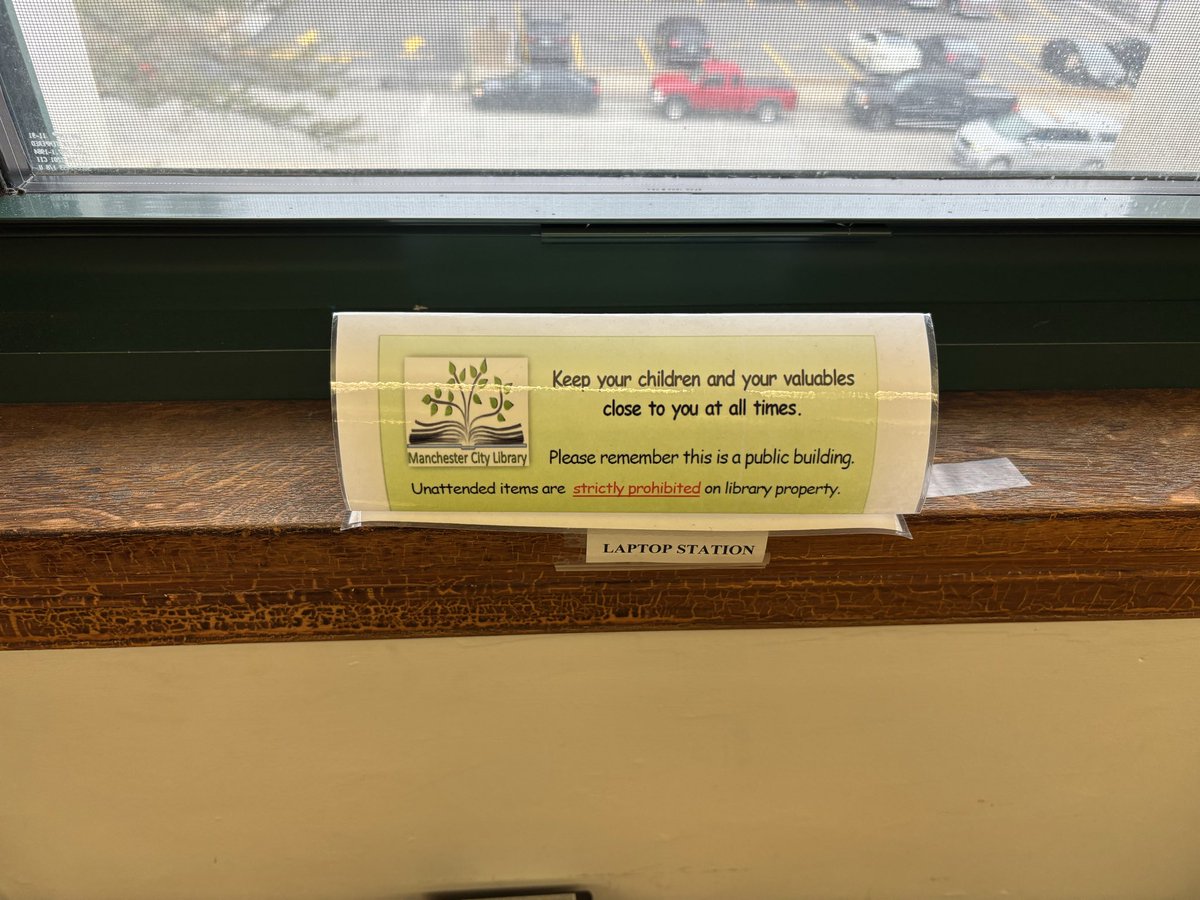 Keep your children and your valuables
close to you at all times.
Manchester City Library
Please remember this is a public building.
Unattended items are strictly prohibited on library property.
LAPTOP STATION